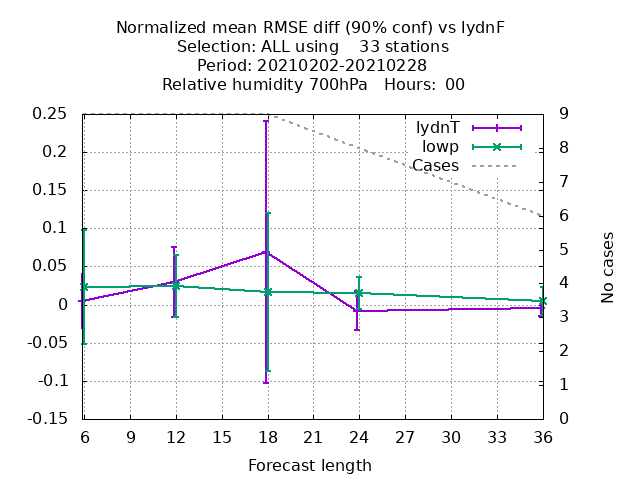 Normalized mean RMSE diff (90% conf) vs IydnF
Selection: ALL using    33 stations
Period: 20210202-20210228
Relative humidity 700hPa   Hours:  00
IydnT
Iowp
Cases
0.25
0.2
0.15
0.1
0.05
0
-0.05
-0.1
-0.15
9
8
7
6
5
4
3
2
1
0
No cases
6 9 12 15 18 21 24 27 30 33 36
Forecast length